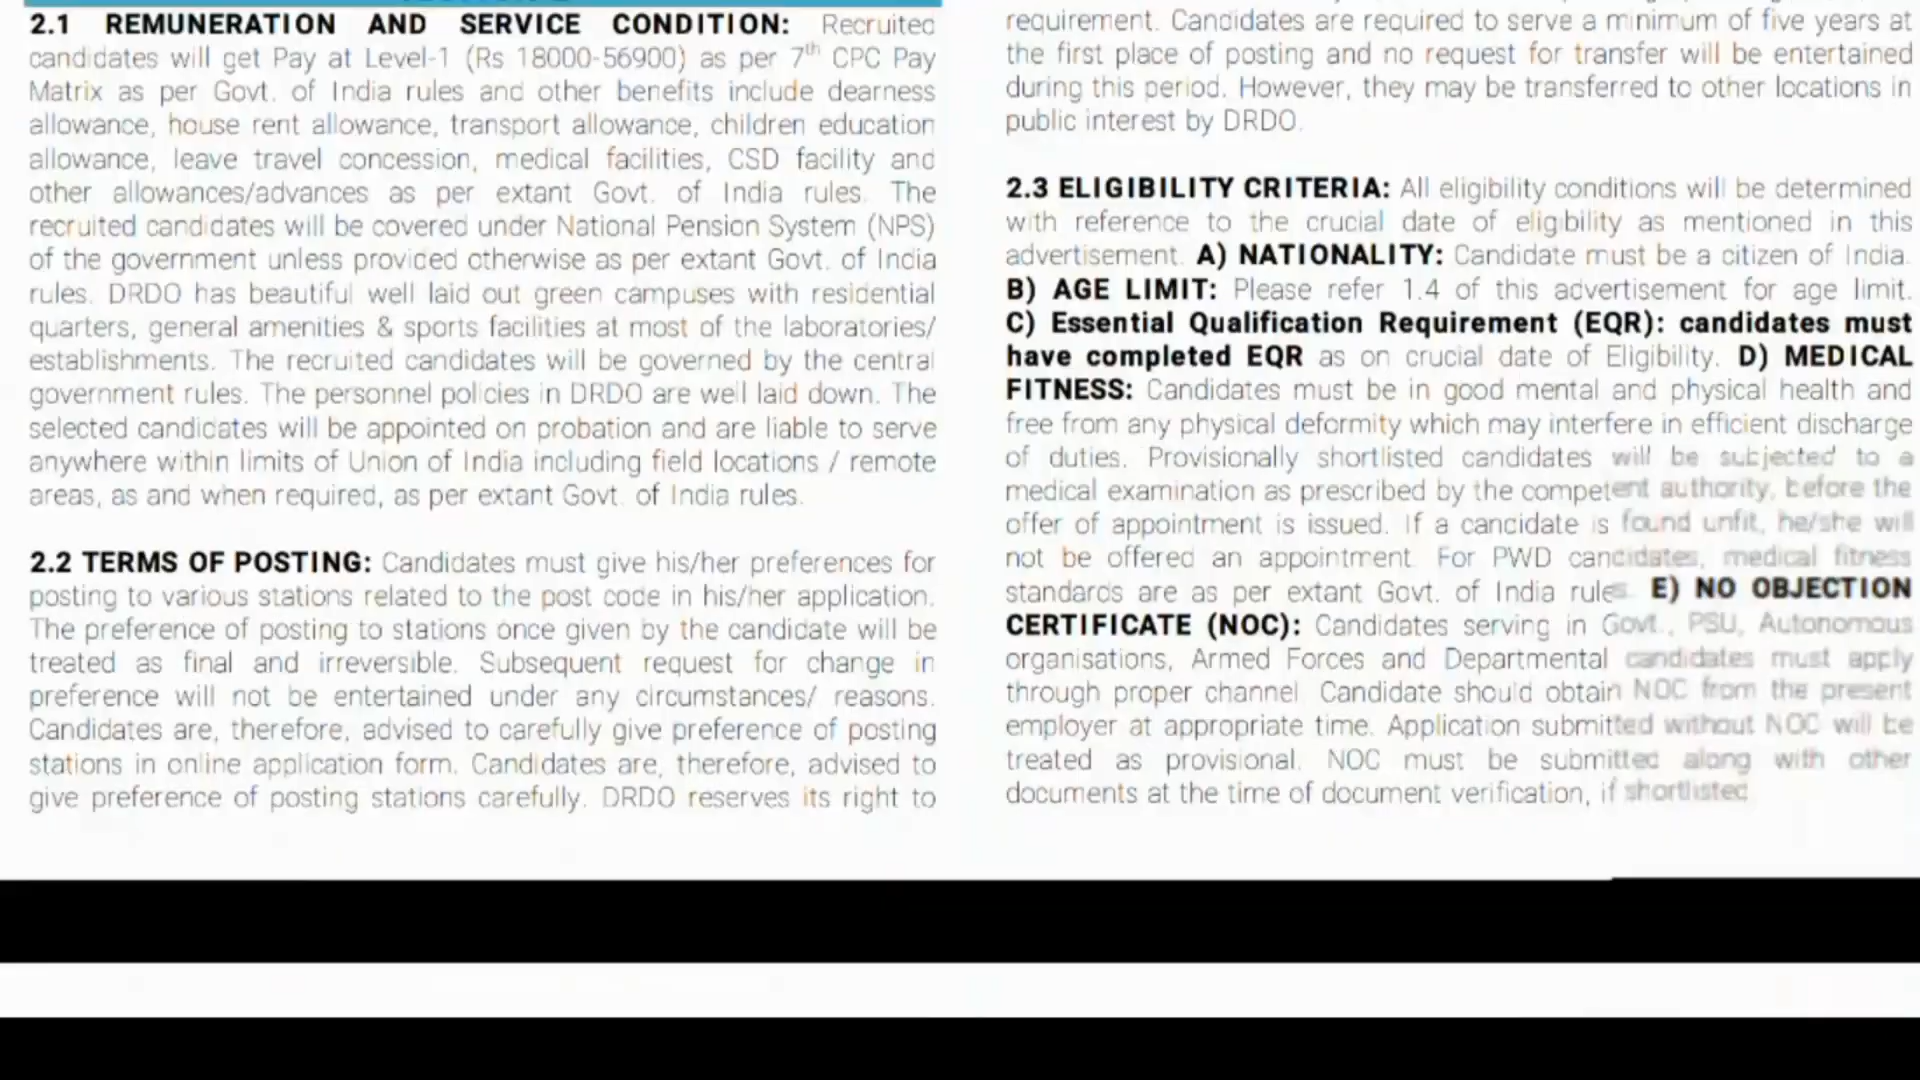 2.1 REMUNERATION AND SERVICE CONDITION: Recruited
candidates will get Pay at Level-1 (Rs 18000-56900) as per 7th CPC Pay
Matrix as per Govt. of India rules and other benefits include dearness
allowance, house rent allowance, transport allowance, children education
allowance, leave travel concession, medical facilities, CSD facility and
other allowances/advances as per extant Govt. of India rules. The
recruited candidates will be covered under National Pension System (NPS)
of the government unless provided otherwise as per extant Govt. of India
rules. DRDO has beautiful well laid out green campuses with residential
quarters, general amenities & sports facilities at most of the laboratories/
establishments. The recruited candidates will be governed by the central
government rules. The personnel policies in DRDO are well laid down. The
selected candidates will be appointed on probation and are liable to serve
anywhere within limits of Union of India including field locations / remote
areas, as and when required, as per extant Govt. of India rules.
2.2 TERMS OF POSTING: Candidates must give his/her preferences for
posting to various stations related to the post code in his/her application.
The preference of posting to stations once given by the candidate will be
treated as final and irreversible. Subsequent request for change in
preference will not be entertained under any circumstances/ reasons.
Candidates are, therefore, advised to carefully give preference of posting
stations in online application form. Candidates are, therefore, advised to
give preference of posting stations carefully. DRDO reserves its right to
requirement. Candidates are required to serve a minimum of five years at
the first place of posting and no request for transfer will be entertained
during this period. However, they may be transferred to other locations in
public interest by DRDO.
2.3 ELIGIBILITY CRITERIA: All eligibility conditions will be determined
with reference to the crucial date of eligibility as mentioned in this
advertisement. A) NATIONALITY: Candidate must be a citizen of India.
B) AGE LIMIT: Please refer 1.4 of this advertisement for age limit.
C) Essential Qualification Requirement (EQR): candidates must
have completed EQR as on crucial date of Eligibility. D) MEDICAL
FITNESS: Candidates must be in good mental and physical health and
free from any physical deformity which may interfere in efficient discharge
of duties. Provisionally shortlisted candidates will be subjected to a
medical examination as prescribed by the competent authority, before the
offer of appointment is issued. If a candidate is found unfit, he/she will
not be offered an appointment. For PWD candidates, medical fitness
standards are as per extant Govt. of India rules. E) NO OBJECTION
CERTIFICATE (NOC): Candidates serving in Govt., PSU, Autonomous
organisations, Armed Forces and Departmental candidates must apply
through proper channel. Candidate should obtain NOC from the present
employer at appropriate time. Application submitted without NOC will be
treated as provisional. NOC must be submitted along with other
documents at the time of document verification, if shortlisted.